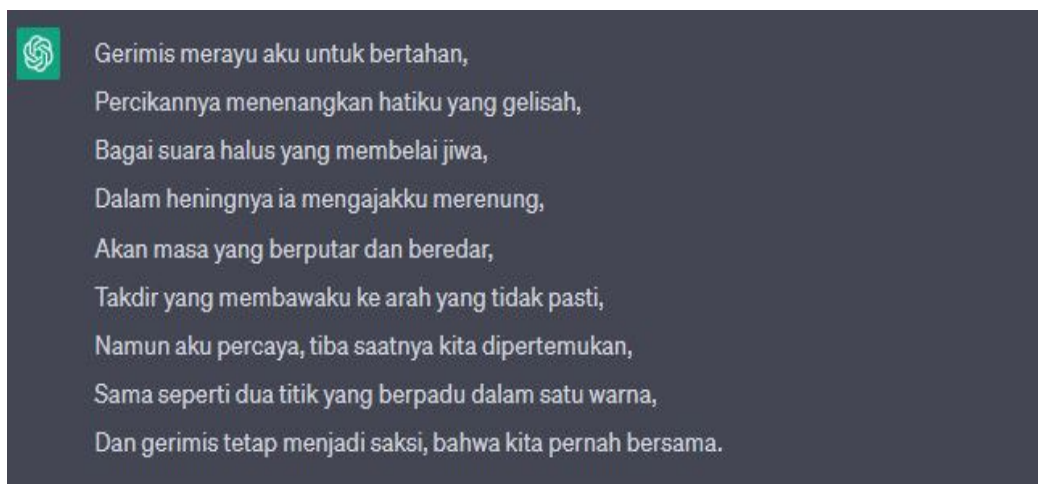 Gerimis merayu aku untuk bertahan,
Percikannya menenangkan hatiku yang gelisah,
Bagai suara halus yang membelai jiwa,
Dalam heningnya ia mengajakku merenung,
Akan masa yang berputar dan beredar,
Takdir yang membawaku ke arah yang tidak pasti,
Namun aku percaya, tiba saatnya kita dipertemukan,
Sama seperti dua titik yang berpadu dalam satu warna,
Dan gerimis tetap menjadi saksi, bahwa kita pernah bersama.